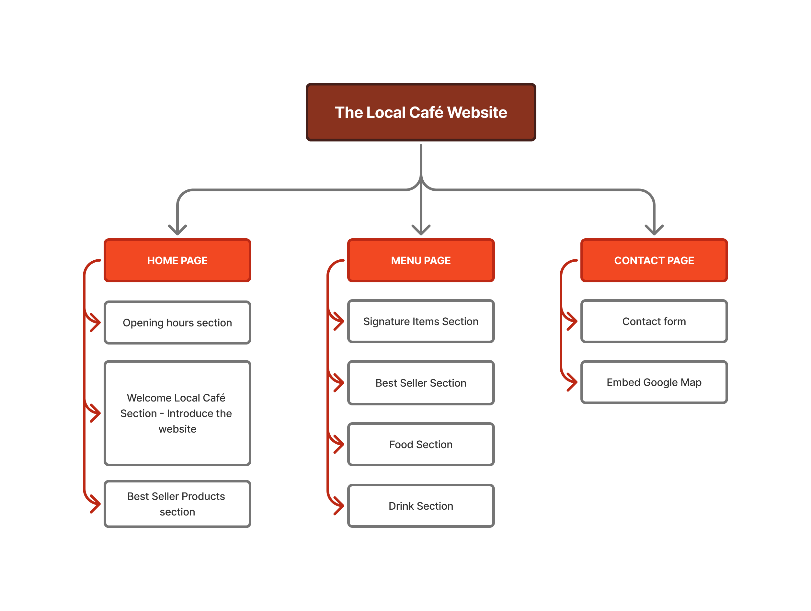 The Local Café Website
HOME PAGE
Opening hours section
Welcome Local Café
Section - Introduce the
website
Best Seller Products
section
MENU PAGE
Signature Items Section
Best Seller Section
Food Section
Drink Section
CONTACT PAGE
Contact form
Embed Google Map